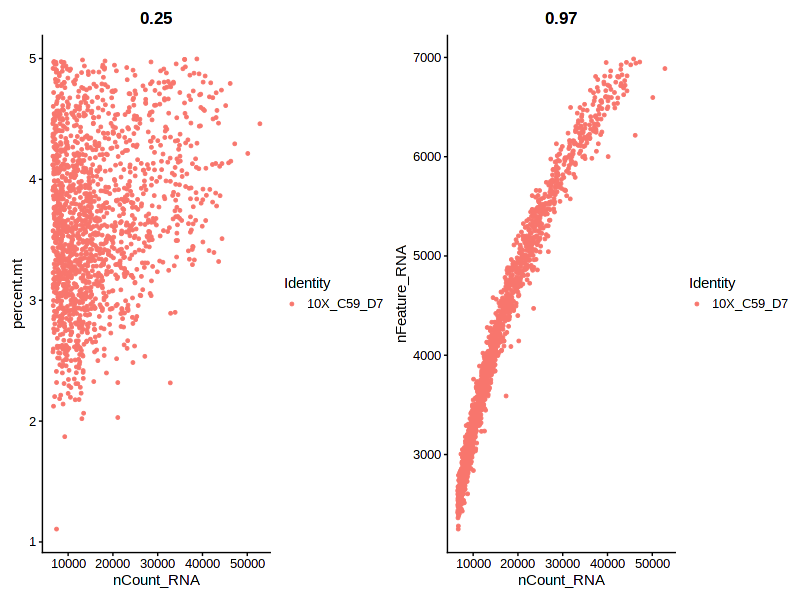 0.25
percent.mt
5
4
3
2
1
10000 20000 30000 40000 50000
nCount_RNA
Identity
10X_C59_D7
0.97
nFeature_RNA
7000
6000
5000
4000
3000
10000 20000 30000 40000 50000
nCount_RNA
Identity
10X_C59_D7